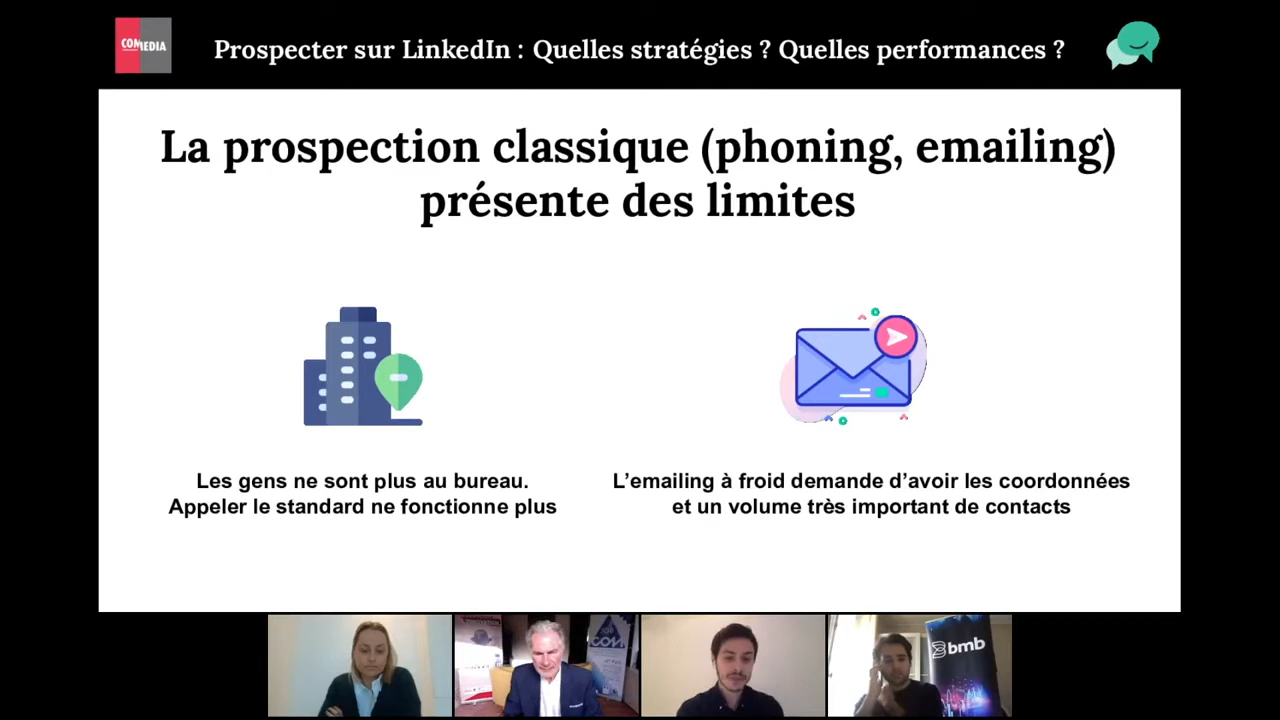 COMEDIA
Prospecter sur LinkedIn : Quelles stratégies ? Quelles performances ?
La prospection classique (phoning, emailing)
présente des limites
Les gens ne sont plus au bureau.
Appeler le standard ne fonctionne plus
L’emailing à froid demande d’avoir les coordonnées
et un volume très important de contacts
COM
bmb